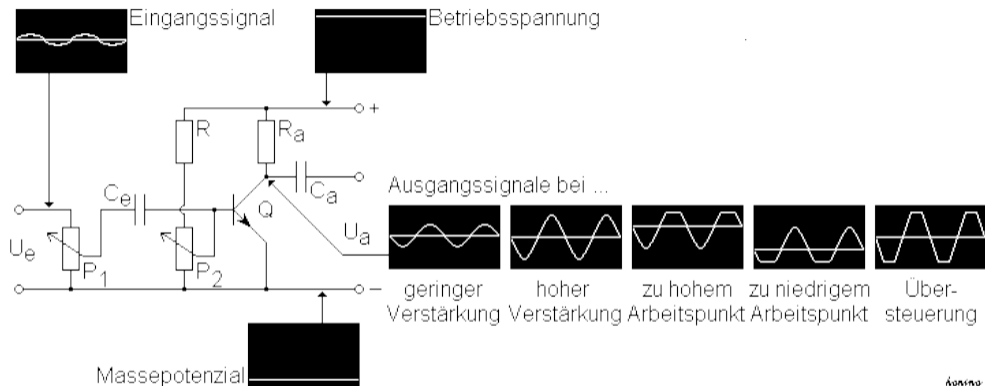 Eingangssignal
Betriebsspannung
R
Rₐ
+
Cₑ
Cₐ
Q
Uₑ
P₁
P₂
Uₐ
−
Ausgangssignale bei ...
geringer
Verstärkung
hoher
Verstärkung
zu hohem
Arbeitspunkt
zu niedrigem
Arbeitspunkt
Über-
steuerung
Massepotenzial